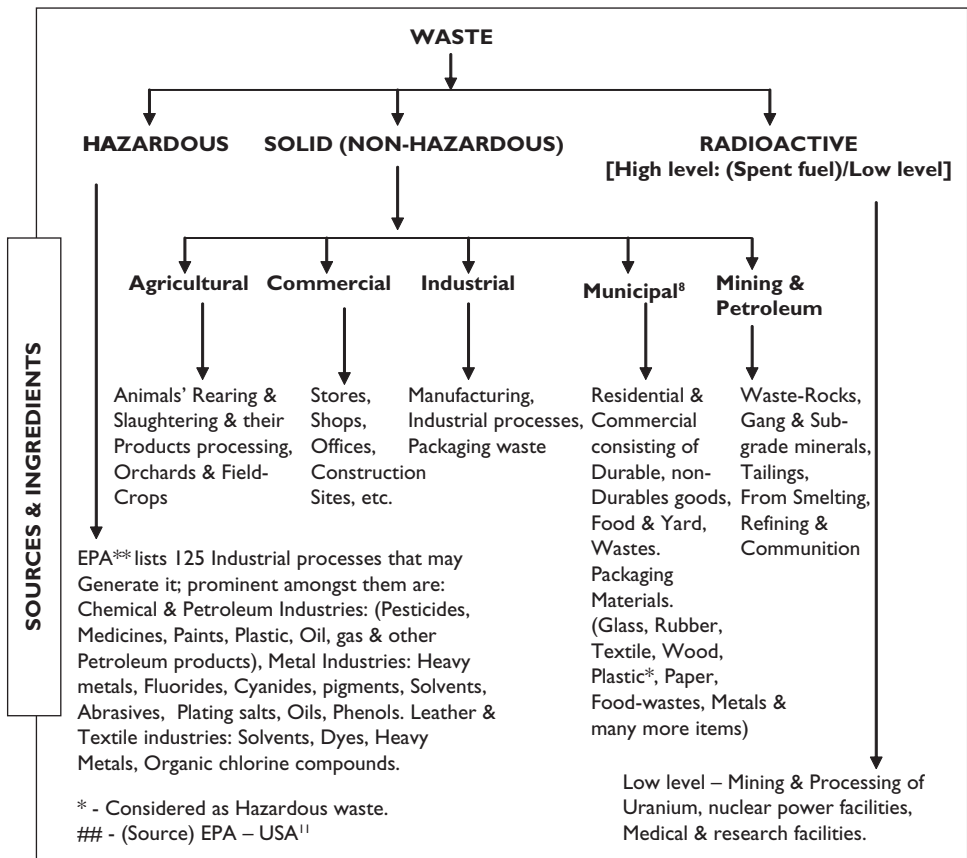 WASTE
HAZARDOUS
SOLID (NON-HAZARDOUS)
RADIOACTIVE
[High level: (Spent fuel)/Low level]
SOURCES & INGREDIENTS
Agricultural
Commercial
Industrial
Municipal⁸
Mining &
Petroleum
Animals' Rearing &
Slaughtering & their
Products processing,
Orchards & Field-
Crops
Stores,
Shops,
Offices,
Construction
Sites, etc.
Manufacturing,
Industrial processes,
Packaging waste
Residential &
Commercial
consisting of
Durable, non-
Durables goods,
Food & Yard,
Wastes.
Packaging
Materials.
(Glass, Rubber,
Textile, Wood,
Plastic*, Paper,
Food-wastes, Metals &
many more items)
Waste-Rocks,
Gang & Sub-
grade minerals,
Tailings,
From Smelting,
Refining &
Communition
EPA** lists 125 Industrial processes that may
Generate it; prominent amongst them are:
Chemical & Petroleum Industries: (Pesticides,
Medicines, Paints, Plastic, Oil, gas & other
Petroleum products), Metal Industries: Heavy
metals, Fluorides, Cyanides, pigments, Solvents,
Abrasives, Plating salts, Oils, Phenols. Leather &
Textile industries: Solvents, Dyes, Heavy
Metals, Organic chlorine compounds.
* - Considered as Hazardous waste.
## - (Source) EPA – USA¹¹
Low level – Mining & Processing of
Uranium, nuclear power facilities,
Medical & research facilities.